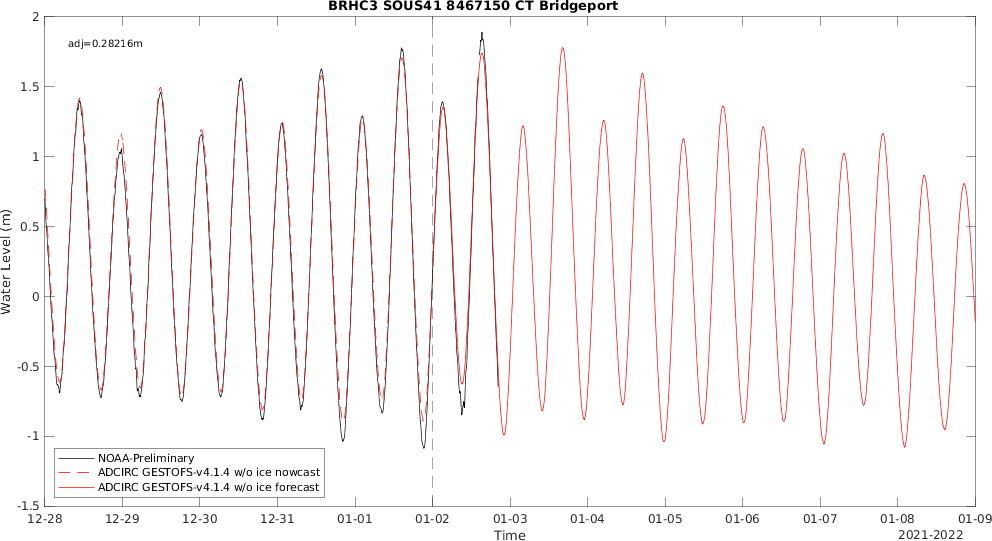 BRHC3 SOUS41 8467150 CT Bridgeport
adj=0.28216m
2
1.5
1
0.5
0
-0.5
-1
-1.5
Water Level (m)
NOAA-Preliminary
ADCIRC GESTOFS-v4.1.4 w/o ice nowcast
ADCIRC GESTOFS-v4.1.4 w/o ice forecast
12-28 12-29 12-30 12-31 01-01 01-02 01-03 01-04 01-05 01-06 01-07 01-08 01-09
Time
2021-2022